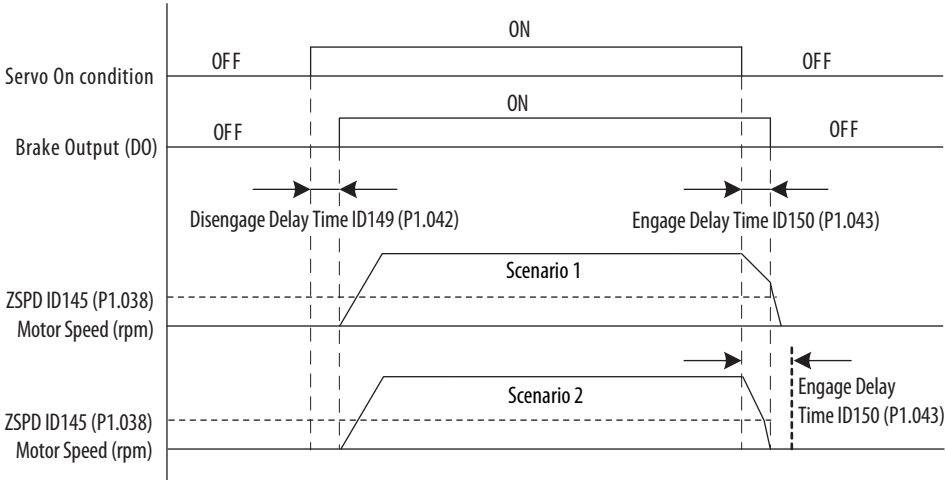 ON
Servo On condition
OFF
OFF
ON
Brake Output (DO)
OFF
OFF
Disengage Delay Time ID149 (P1.042)
Engage Delay Time ID150 (P1.043)
Scenario 1
ZSPD ID145 (P1.038)
Motor Speed (rpm)
Scenario 2
Engage Delay
Time ID150 (P1.043)
ZSPD ID145 (P1.038)
Motor Speed (rpm)